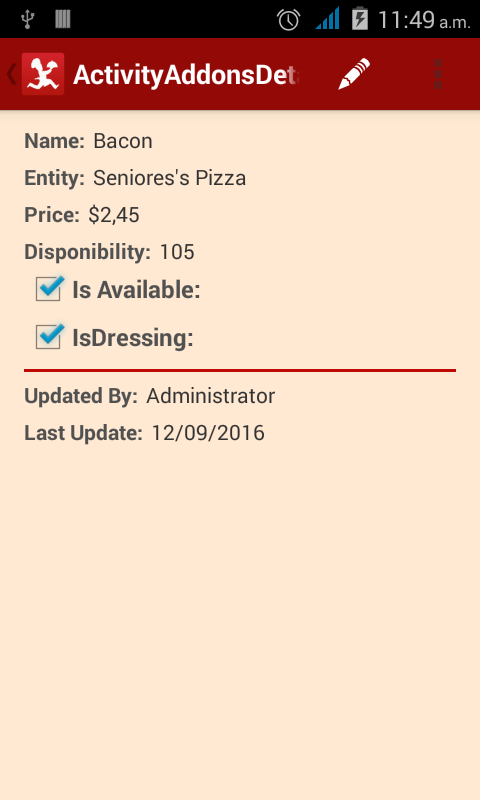 11:49 a.m.
ActivityAddonsDet
Name: Bacon
Entity: Seniores's Pizza
Price: $2,45
Disponibility: 105
Is Available:
IsDressing:
Updated By: Administrator
Last Update: 12/09/2016